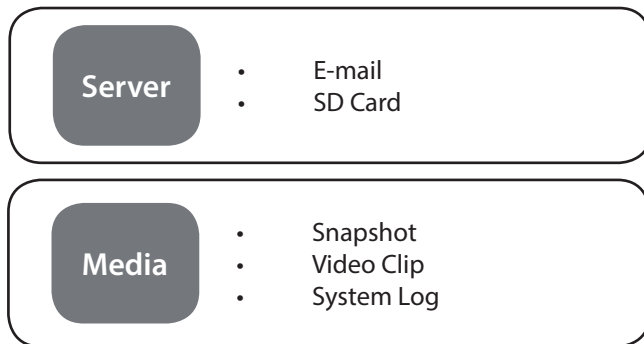 Server
• E-mail
• SD Card
Media
• Snapshot
• Video Clip
• System Log